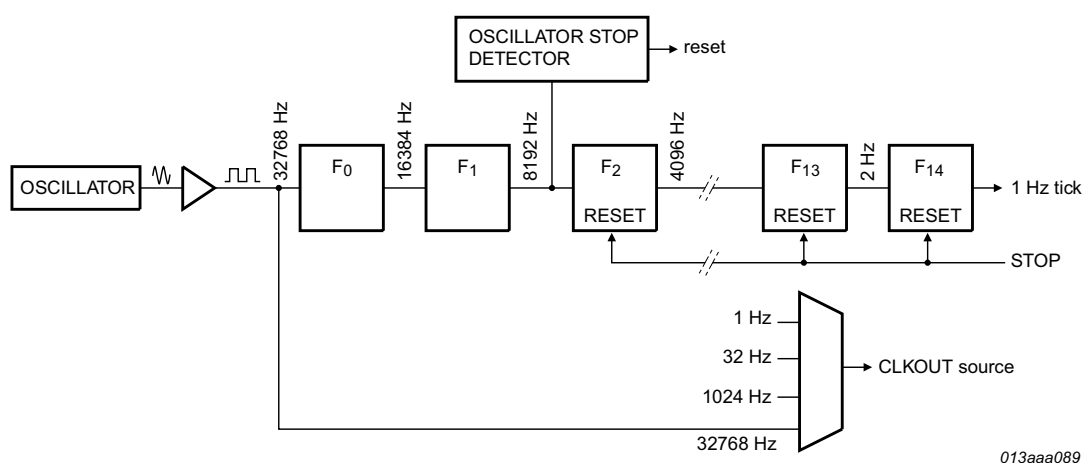 OSCILLATOR STOP
DETECTOR
reset
OSCILLATOR
32768 Hz
F0
16384 Hz
F1
8192 Hz
F2
RESET
4096 Hz
F13
RESET
2 Hz
F14
RESET
1 Hz tick
STOP
1 Hz
32 Hz
1024 Hz
32768 Hz
CLKOUT source
013aaa089